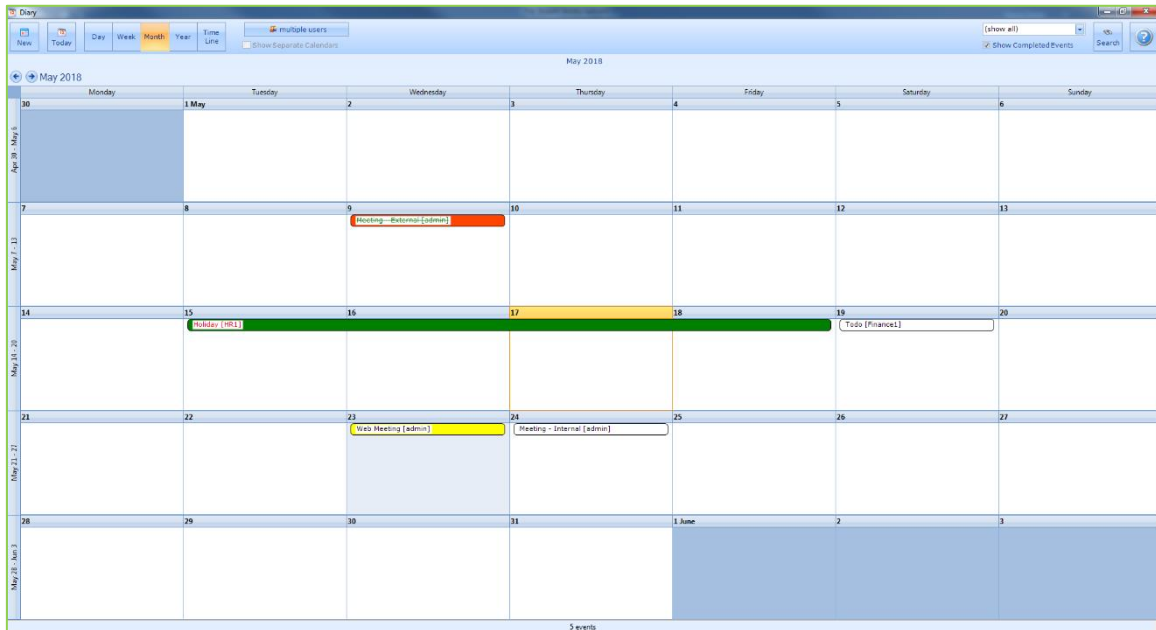 Diary
New
Today
Day Week Month Year Time Line
multiple users
Show Separate Calendars
(show all)
Show Completed Events
Search
May 2018
May 2018
Monday Tuesday Wednesday Thursday Friday Saturday Sunday
Apr 30 - May 6
30 1 May 2 3 4 5 6
May 7 - 13
7 8 9 10 11 12 13
Meeting - External [admin]
May 14 - 20
14 15 16 17 18 19 20
Holiday [HR1] Todo [Finance1]
May 21 - 27
21 22 23 24 25 26 27
Web Meeting [admin] Meeting - Internal [admin]
May 28 - Jun 3
28 29 30 31 1 June 2 3
5 events